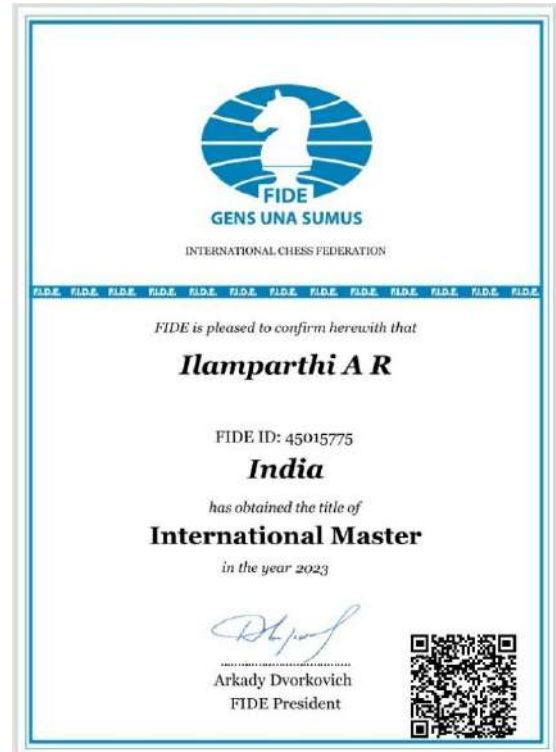 FIDE
GENS UNA SUMUS
INTERNATIONAL CHESS FEDERATION
F.I.D.E. F.I.D.E. F.I.D.E. F.I.D.E. F.I.D.E. F.I.D.E. F.I.D.E. F.I.D.E. F.I.D.E. F.I.D.E. F.I.D.E. F.I.D.E. F.I.D.E.
FIDE is pleased to confirm herewith that
Ilamparthi A R
FIDE ID: 45015775
India
has obtained the title of
International Master
in the year 2023
Arkady Dvorkovich
FIDE President